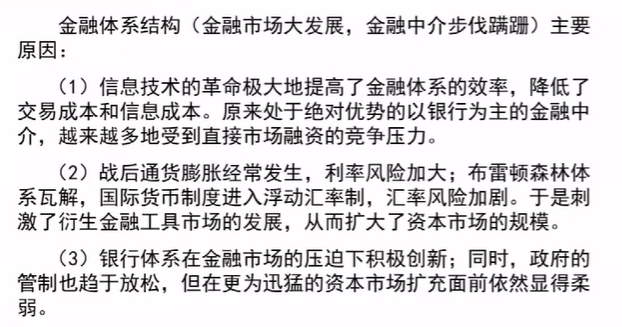 金融体系结构（金融市场大发展，金融中介步伐蹒跚）主要
原因：
（1）信息技术的革命极大地提高了金融体系的效率，降低了
交易成本和信息成本。原来处于绝对优势的以银行为主的金融中
介，越来越多地受到直接市场融资的竞争压力。
（2）战后通货膨胀经常发生，利率风险加大；布雷顿森林体
系瓦解，国际货币制度进入浮动汇率制，汇率风险加剧。于是刺
激了衍生金融工具市场的发展，从而扩大了资本市场的规模。
（3）银行体系在金融市场的压迫下积极创新；同时，政府的
管制也趋于放松，但在更为迅猛的资本市场扩充面前依然显得柔
弱。